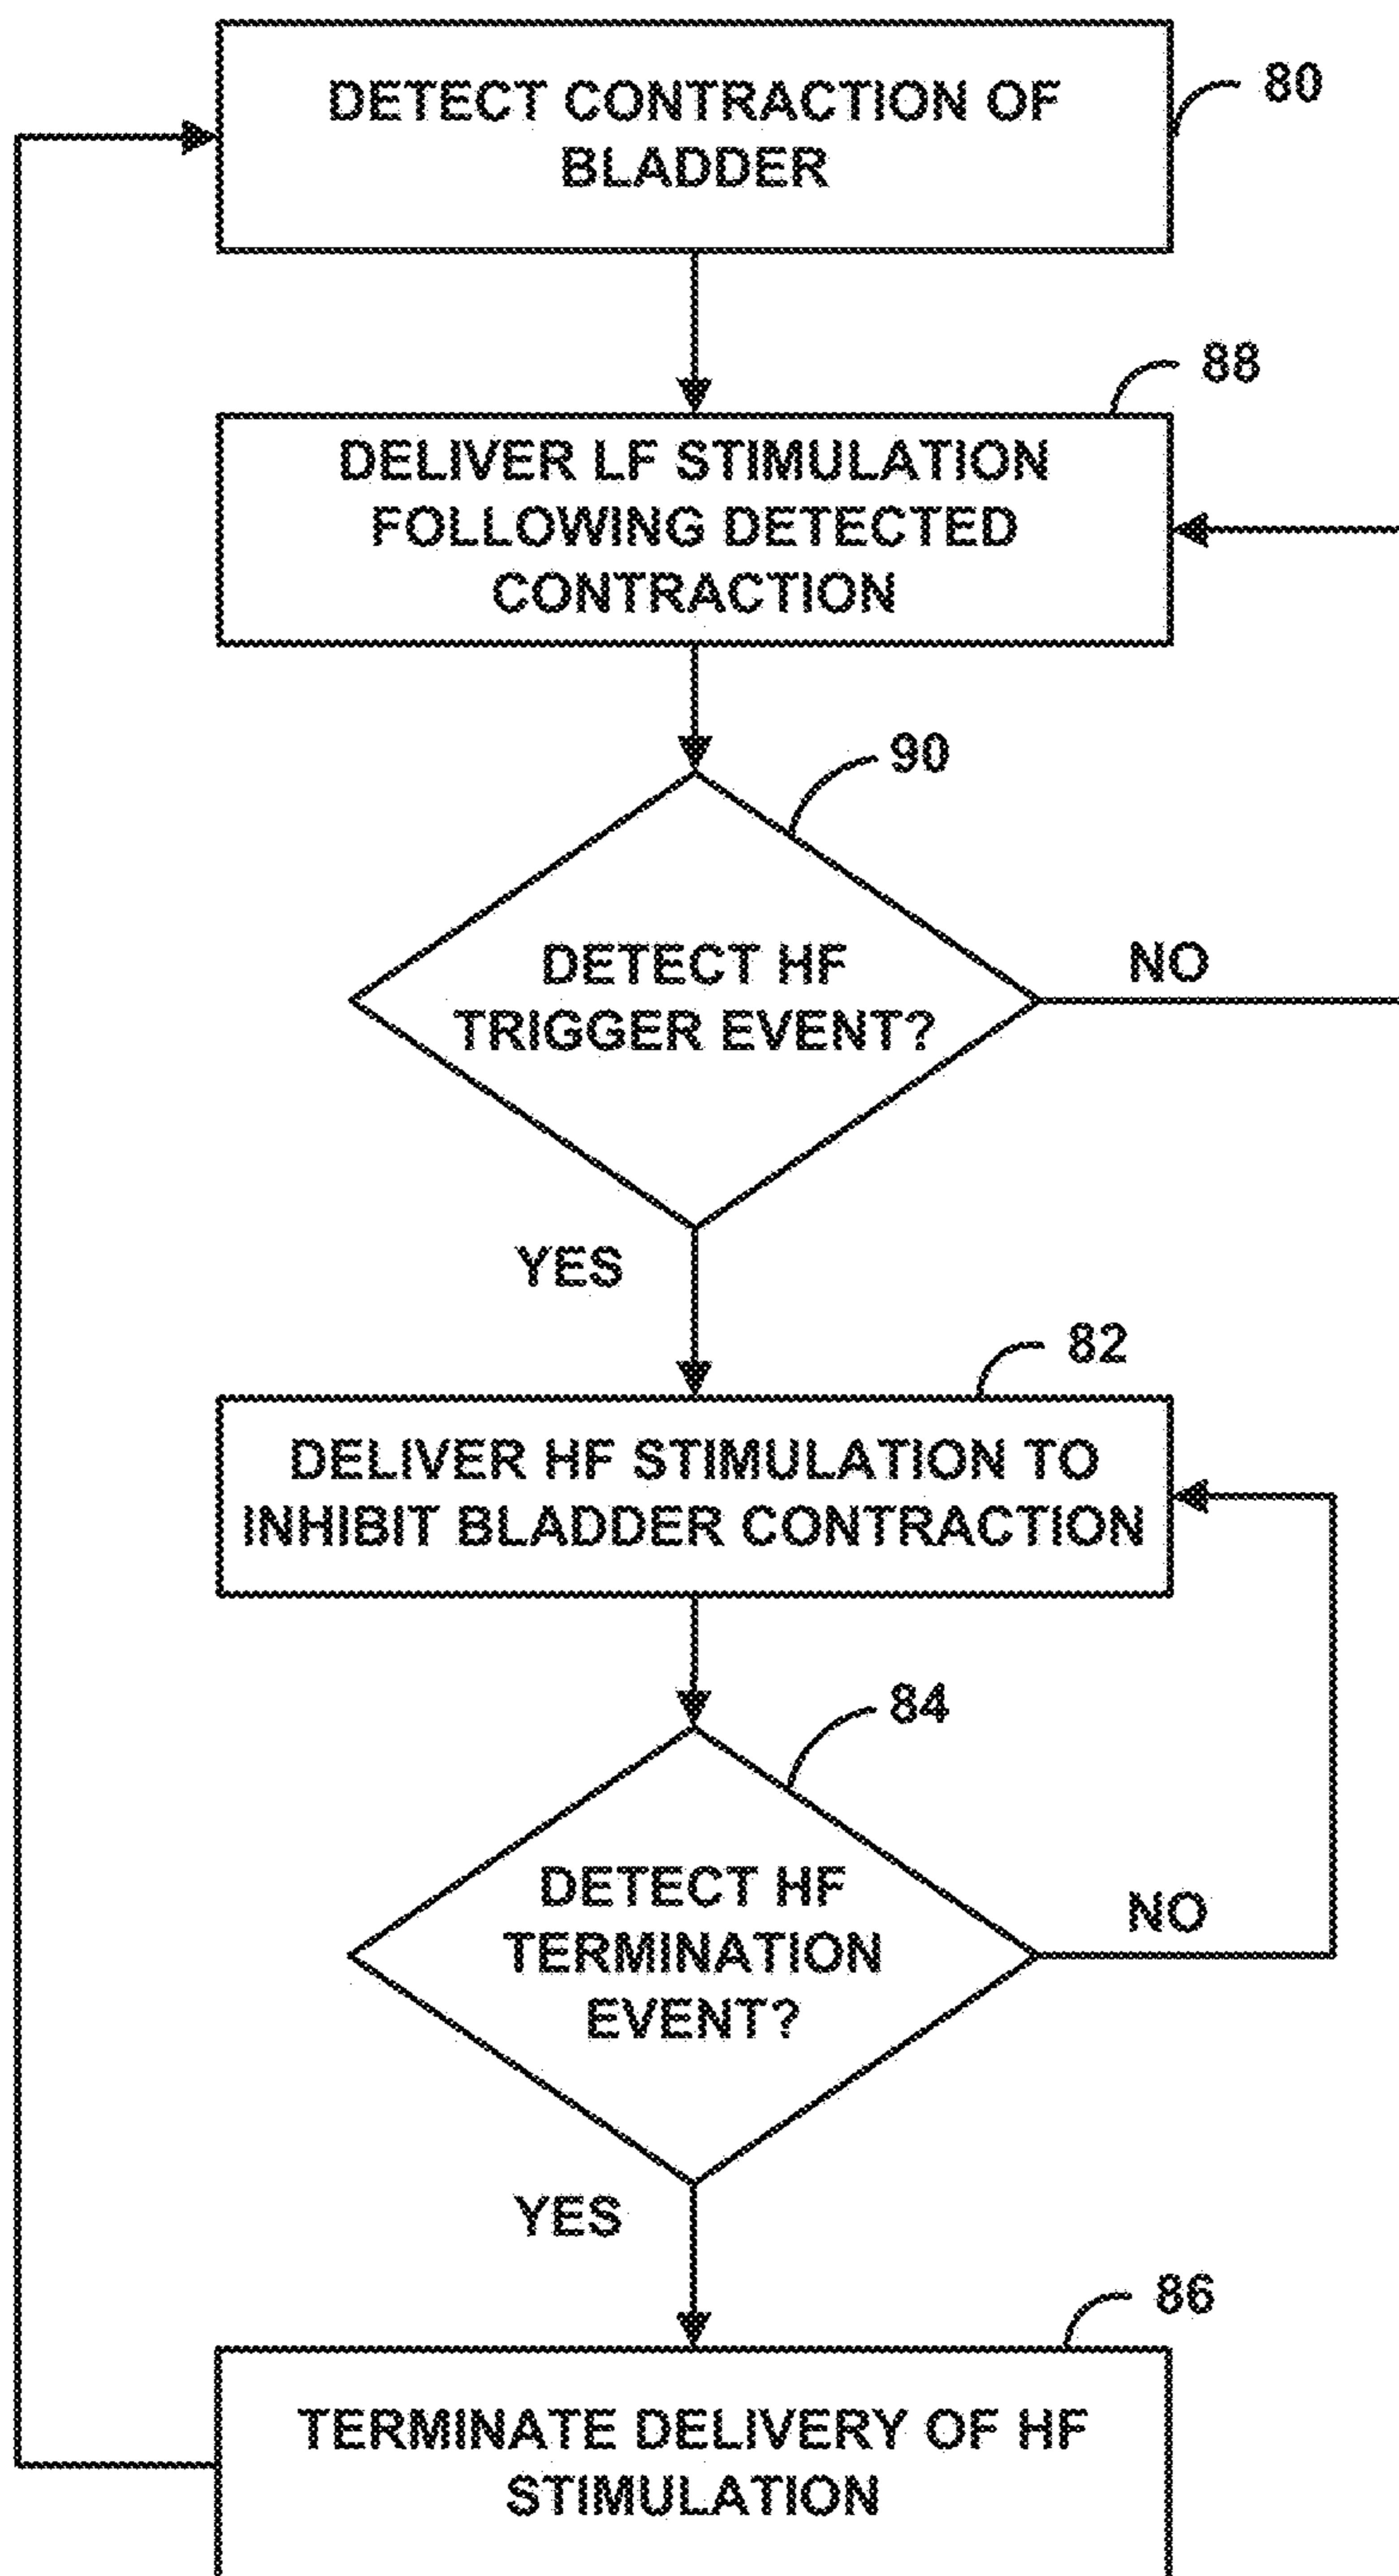 DETECT CONTRACTION OF
BLADDER
80
88
DELIVER LF STIMULATION
FOLLOWING DETECTED
CONTRACTION
90
DETECT HF
TRIGGER EVENT?
NO
YES
82
DELIVER HF STIMULATION TO
INHIBIT BLADDER CONTRACTION
84
DETECT HF
TERMINATION
EVENT?
NO
YES
86
TERMINATE DELIVERY OF HF
STIMULATION